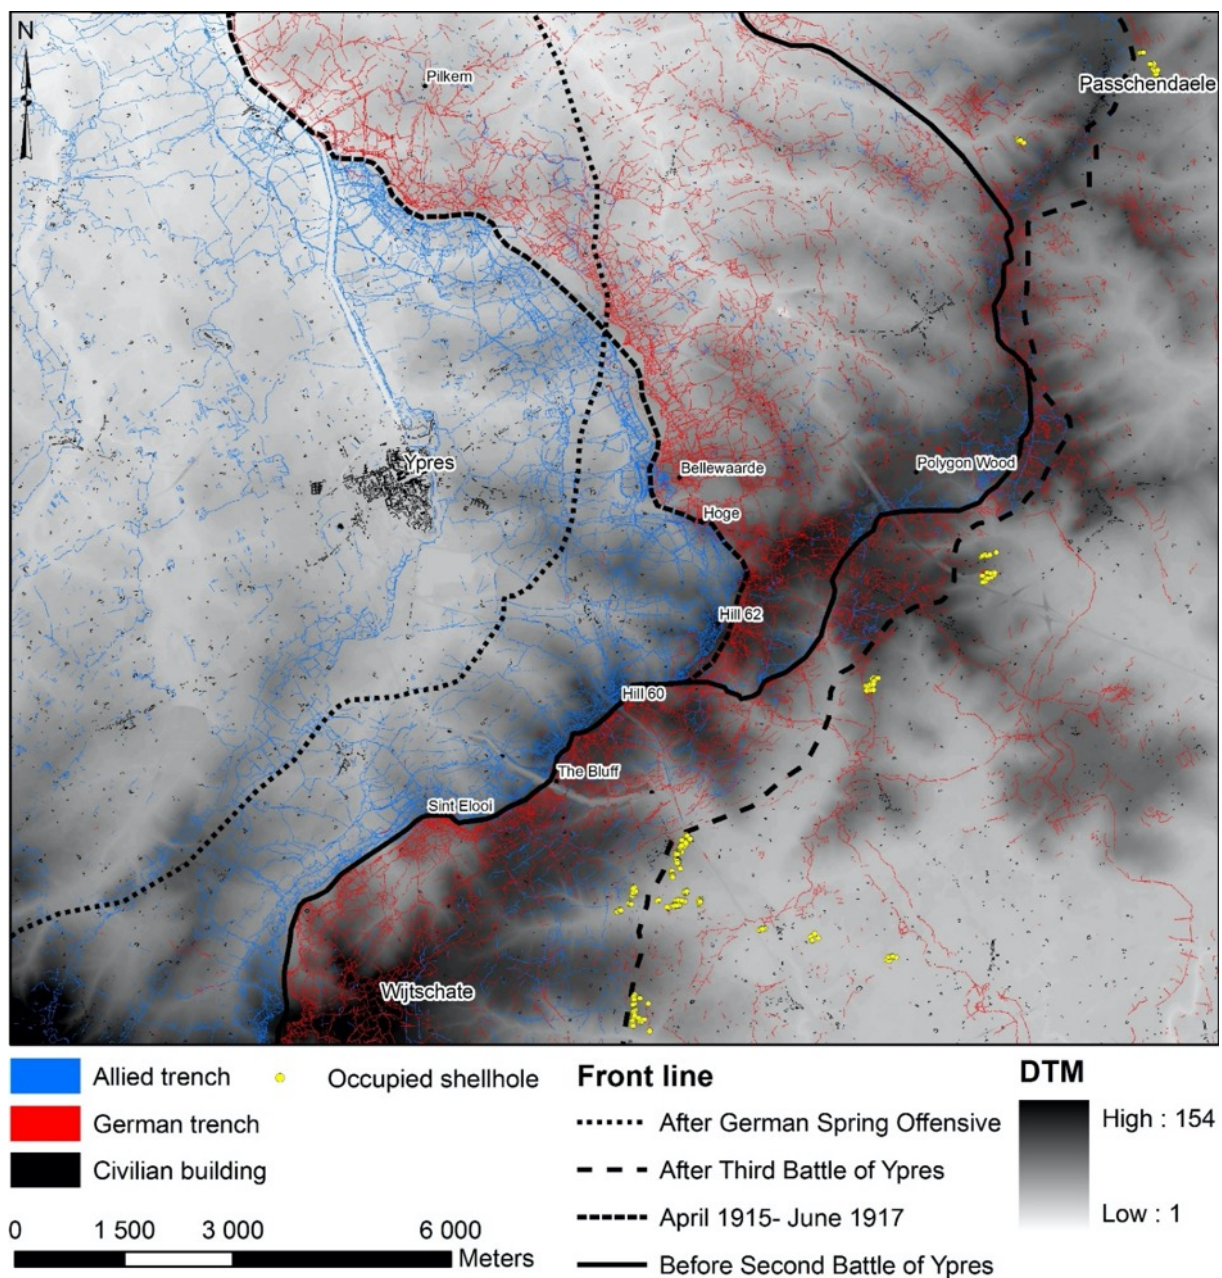 N
Pilkem
Passchendaele
Ypres
Bellewaarde
Polygon Wood
Hoge
Hill 62
Hill 60
The Bluff
Sint Elooi
Wijtschate
Allied trench
Occupied shellhole
German trench
Civilian building
0 1 500 3 000 6 000
Meters
Front line
After German Spring Offensive
After Third Battle of Ypres
April 1915- June 1917
Before Second Battle of Ypres
DTM
High : 154
Low : 1